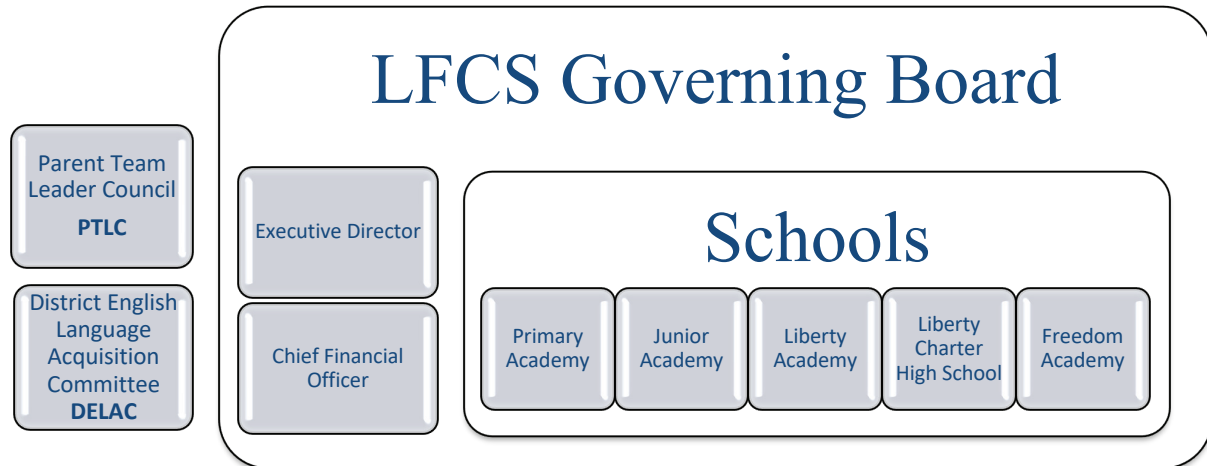 LFCS Governing Board
Parent Team
Leader Council
PTLC
District English
Language
Acquisition
Committee
DELAC
Executive Director
Chief Financial
Officer
Schools
Primary
Academy
Junior
Academy
Liberty
Academy
Liberty
Charter
High School
Freedom
Academy